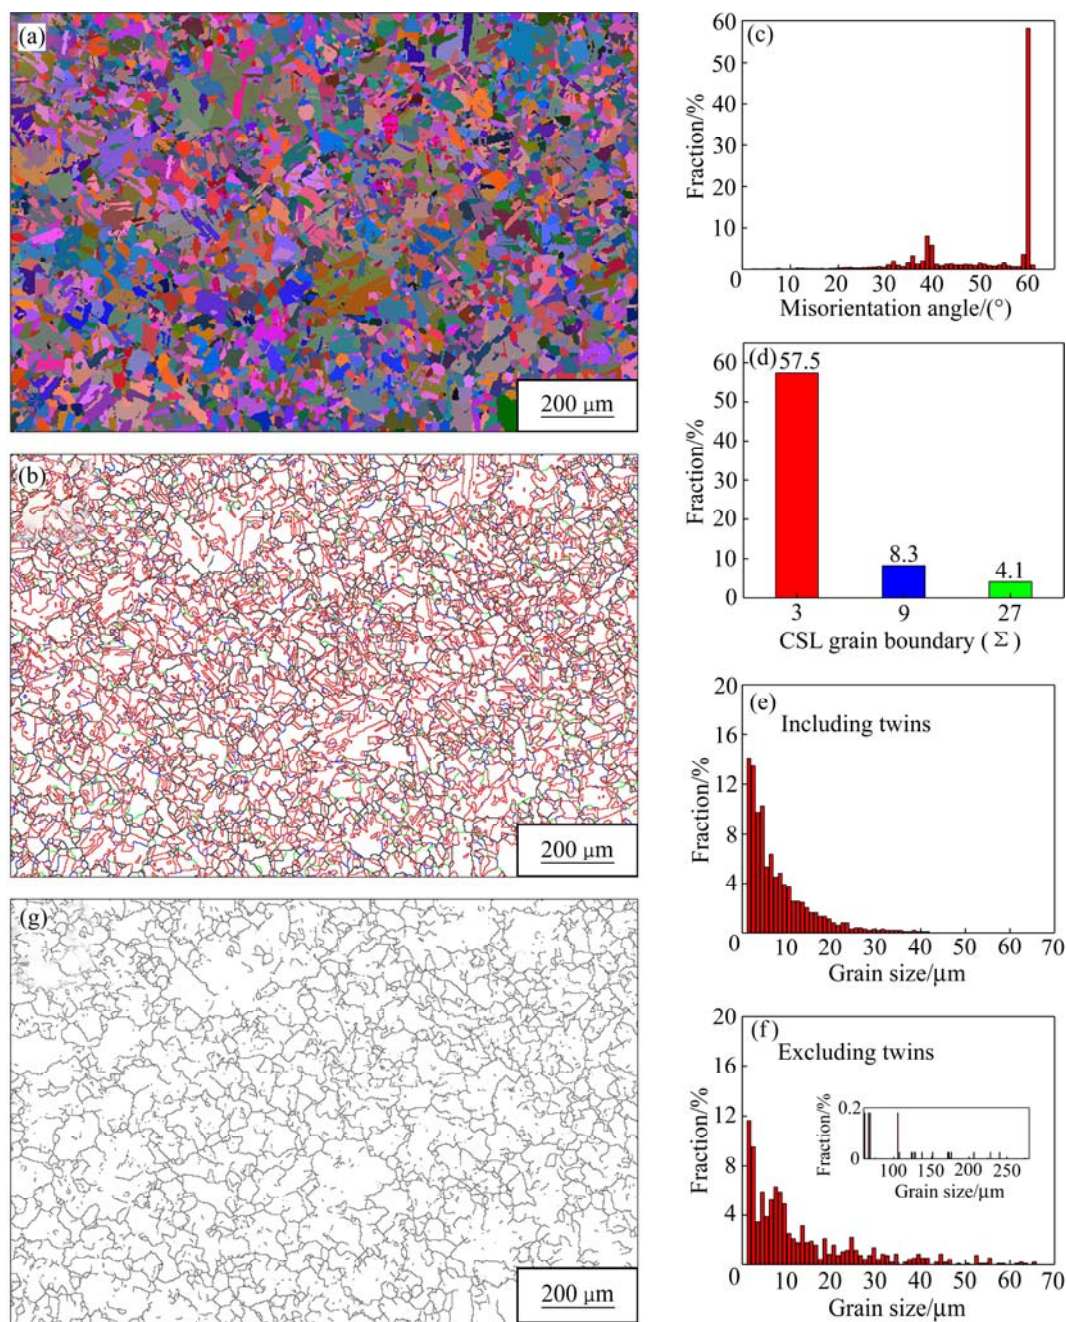 (a)
200 μm
(b)
200 μm
(g)
200 μm
(c)
60
50
40
30
20
10
0
Fraction/%
0 10 20 30 40 50 60
Misorientation angle/(°)
(d)
57.5
8.3
4.1
60
50
40
30
20
10
0
Fraction/%
3 9 27
CSL grain boundary (Σ)
(e)
Including twins
20
16
12
8
4
Fraction/%
0 10 20 30 40 50 60 70
Grain size/μm
(f)
Excluding twins
20
16
12
8
4
0
Fraction/%
0.2
0
Fraction/%
100 150 200 250
Grain size/μm
10 20 30 40 50 60 70
Grain size/μm